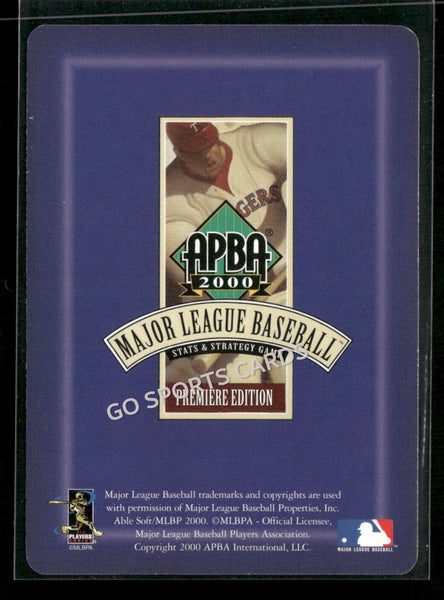 T
GERS
APBA®
2000
MAJOR LEAGUE BASEBALL™
STATS & STRATEGY GAME
GO SPORTS CARDS
PREMIERE EDITION
Major League Baseball trademarks and copyrights are used
with permission of Major League Baseball Properties, Inc.
Able Soft/MLBP 2000. ©MLBPA - Official Licensee,
Major League Baseball Players Association.
Copyright 2000 APBA International, LLC.
PLAYERS
CHOICE
©MLBPA
MAJOR LEAGUE BASEBALL